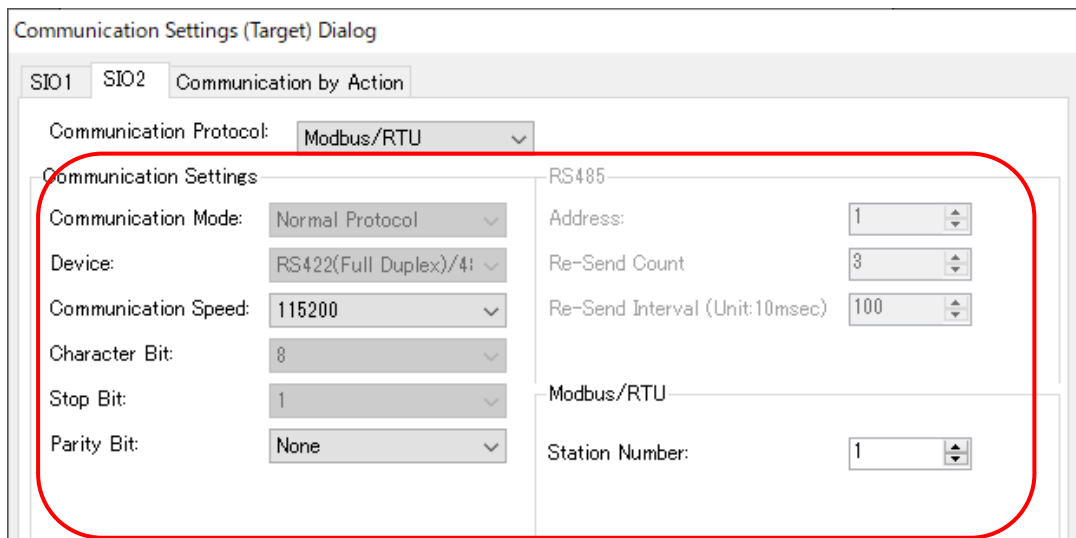 Communication Settings (Target) Dialog
SIO1 SIO2 Communication by Action
Communication Protocol: Modbus/RTU
Communication Settings
Communication Mode: Normal Protocol
Device: RS422(Full Duplex)/4
Communication Speed: 115200
Character Bit: 8
Stop Bit: 1
Parity Bit: None
RS485
Address: 1
Re-Send Count 3
Re-Send Interval (Unit:10msec) 100
Modbus/RTU
Station Number: 1